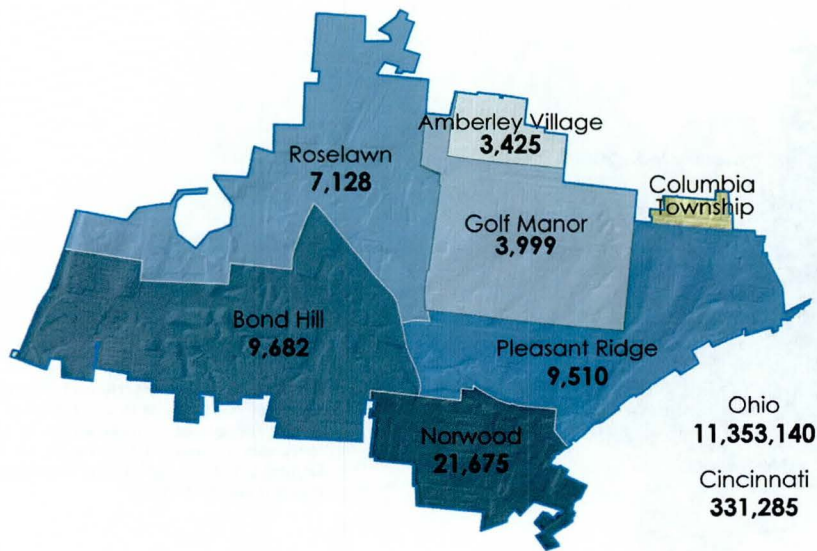 Amberley Village
3,425
Roselawn
7,128
Columbia
Township
Golf Manor
3,999
Bond Hill
9,682
Pleasant Ridge
9,510
Norwood
21,675
Ohio
11,353,140
Cincinnati
331,285